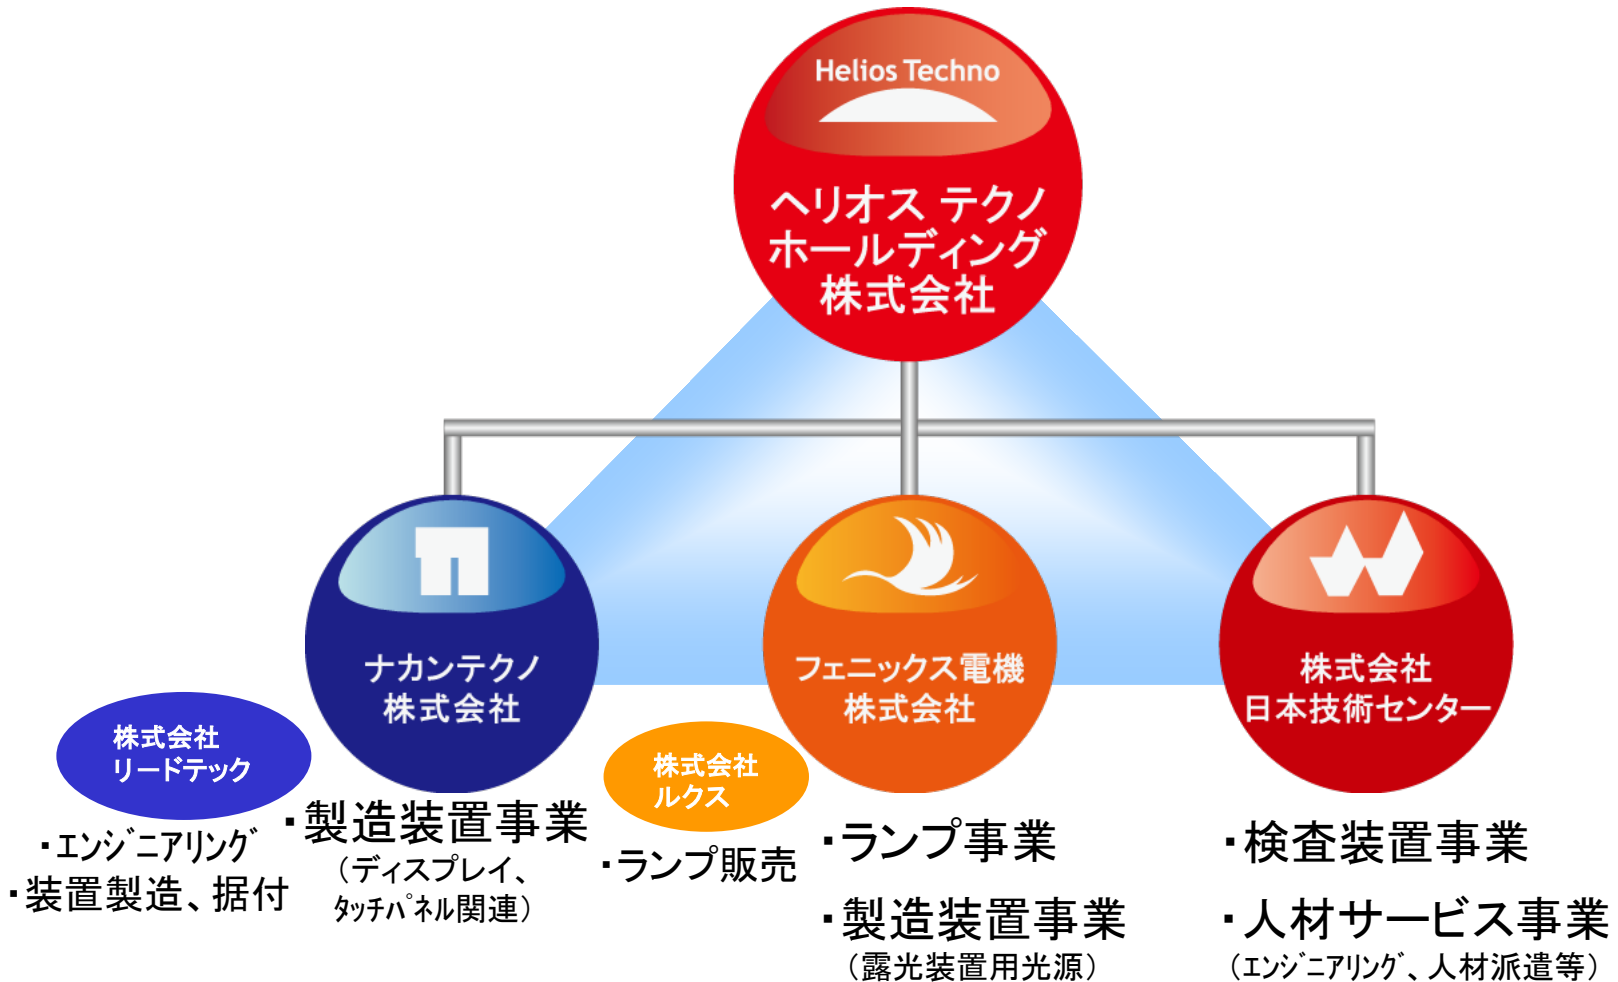 Helios Techno
ヘリオス テクノ
ホールディング
株式会社
ナカンテクノ
株式会社
フェニックス電機
株式会社
株式会社
日本技術センター
株式会社
リードテック
株式会社
ルクス
・エンジニアリング
・装置製造、据付
・製造装置事業
（ディスプレイ、
タッチパネル関連）
・ランプ販売
・ランプ事業
・製造装置事業
（露光装置用光源）
・検査装置事業
・人材サービス事業
（エンジニアリング、人材派遣等）